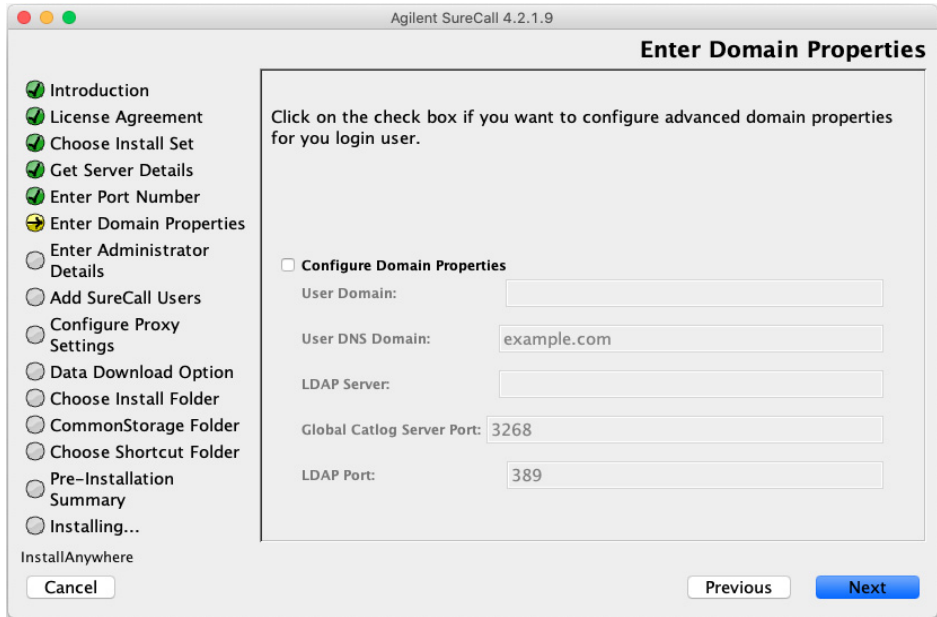 Agilent SureCall 4.2.1.9
Enter Domain Properties
Introduction
License Agreement
Choose Install Set
Get Server Details
Enter Port Number
Enter Domain Properties
Enter Administrator
Details
Add SureCall Users
Configure Proxy
Settings
Data Download Option
Choose Install Folder
CommonStorage Folder
Choose Shortcut Folder
Pre-Installation
Summary
Installing...
Click on the check box if you want to configure advanced domain properties
for you login user.
Configure Domain Properties
User Domain:
User DNS Domain: example.com
LDAP Server:
Global Catlog Server Port: 3268
LDAP Port: 389
InstallAnywhere
Cancel Previous Next